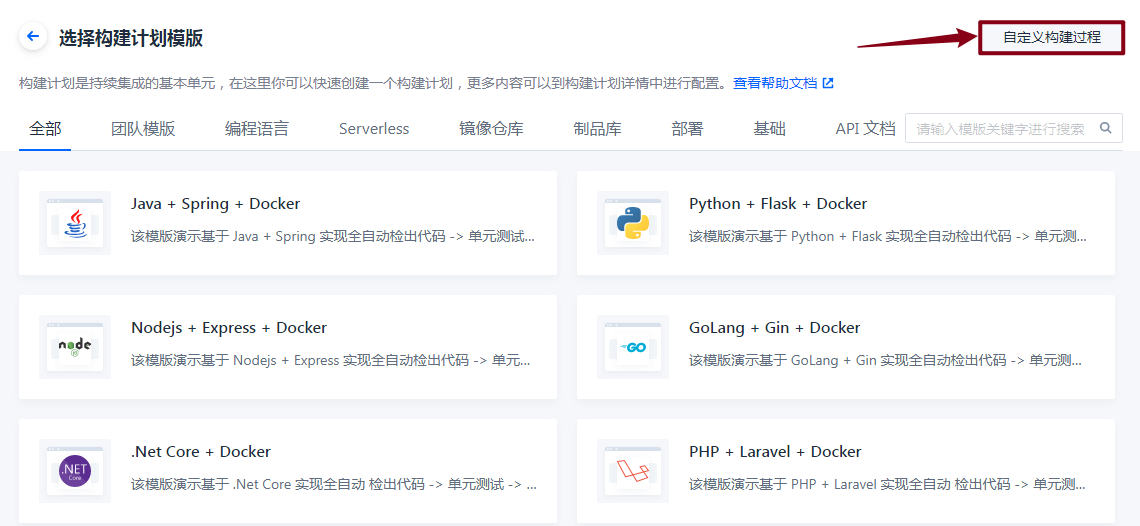 选择构建计划模版
自定义构建过程
构建计划是持续集成的基本单元，在这里你可以快速创建一个构建计划，更多内容可以到构建计划详情中进行配置。查看帮助文档
全部 团队模版 编程语言 Serverless 镜像仓库 制品库 部署 基础 API 文档 请输入模版关键字进行搜索
Java + Spring + Docker
该模版演示基于 Java + Spring 实现全自动检出代码 -> 单元测试...
Python + Flask + Docker
该模版演示基于 Python + Flask 实现全自动检出代码 -> 单元测...
node
Nodejs + Express + Docker
该模版演示基于 Nodejs + Express 实现全自动检出代码 -> 单元...
GO
GoLang + Gin + Docker
该模版演示基于 GoLang + Gin 实现全自动检出代码 -> 单元测...
.NET
Core
.Net Core + Docker
该模版演示基于 .Net Core 实现全自动 检出代码 -> 单元测试 -> ...
PHP + Laravel + Docker
该模版演示基于 PHP + Laravel 实现全自动 检出代码 -> 单元测...